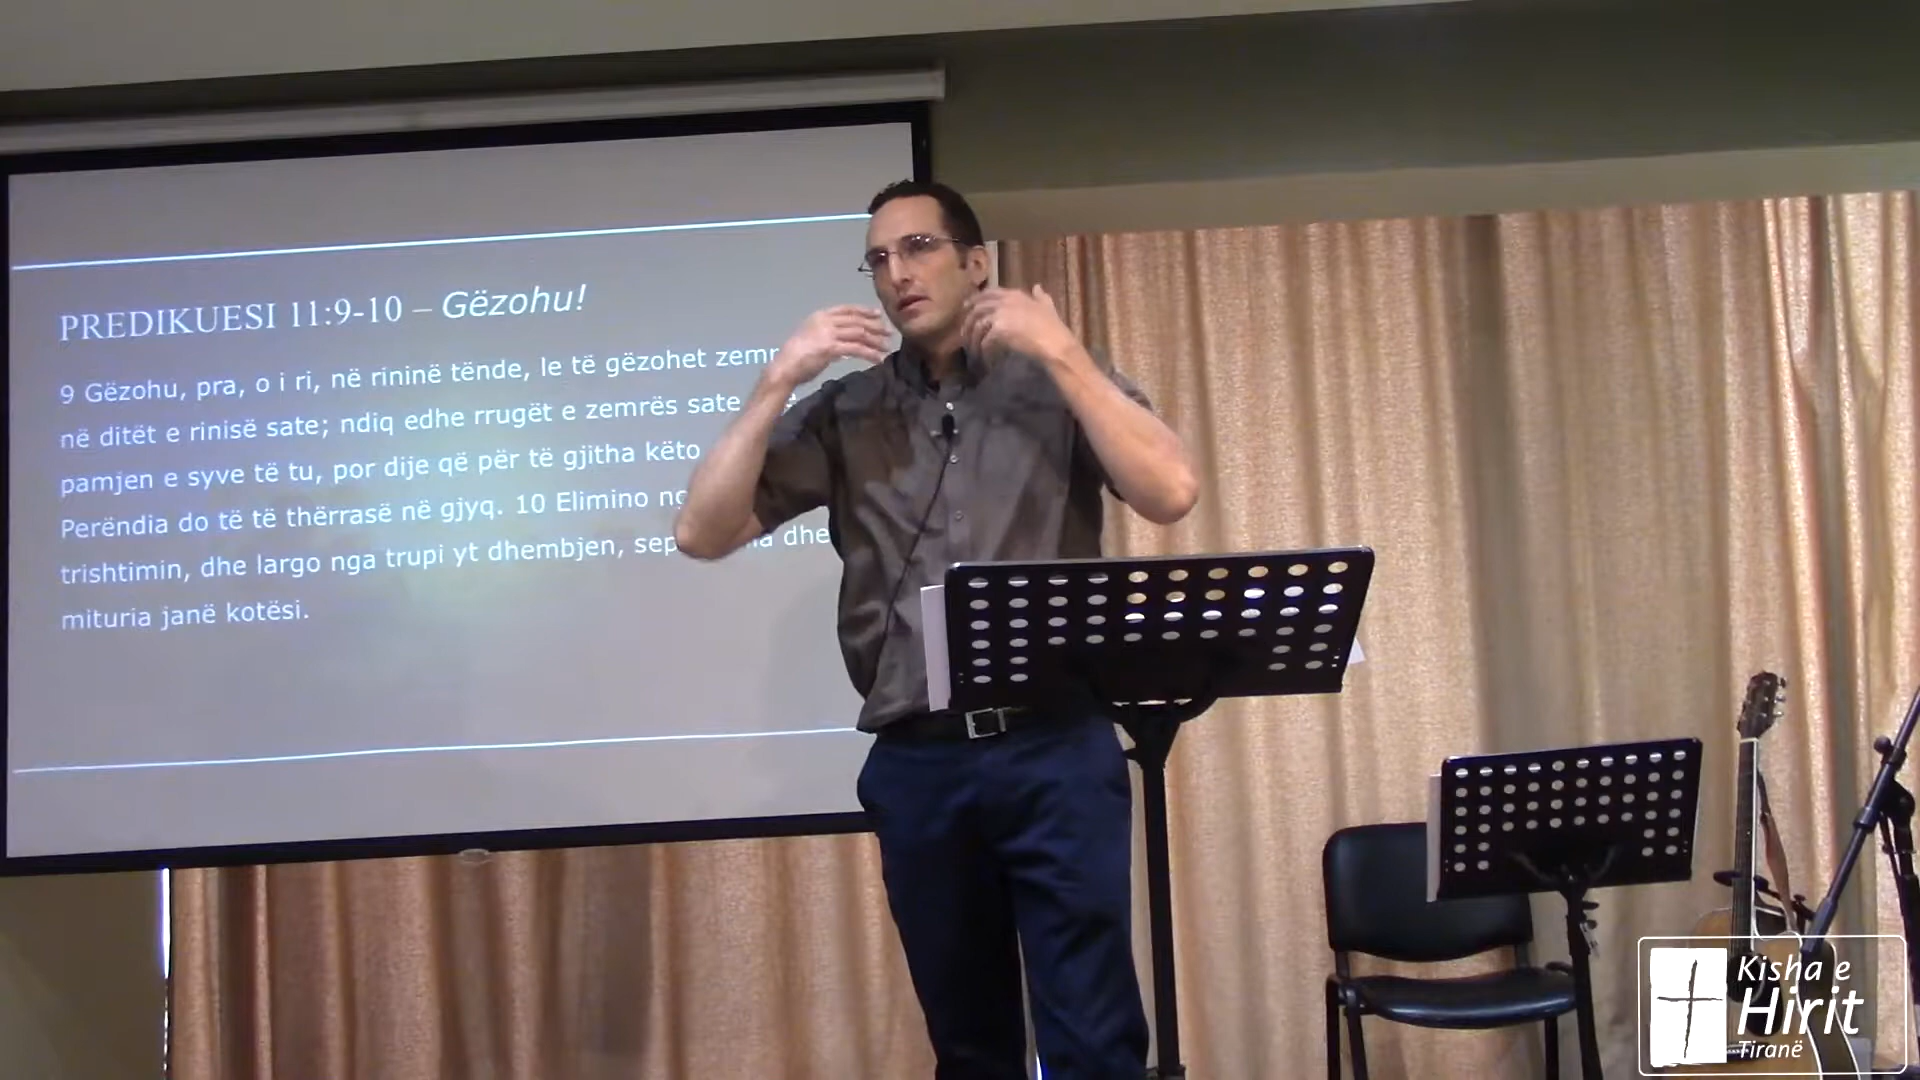 PREDIKUESI 11:9-10 – Gëzohu!
9 Gëzohu, pra, o i ri, në rininë tënde, le të gëzohet
në ditët e rinisë sate; ndiq edhe rrugët e zemrës sate
pamjen e syve të tu, por dije që për të gjitha këto
Perëndia do të të thërrasë në gjyq. 10 Elimino
trishtimin, dhe largo nga trupi yt dhembjen, dhe
mituria janë kotësi.
Kisha e
Hirit
Tiranë